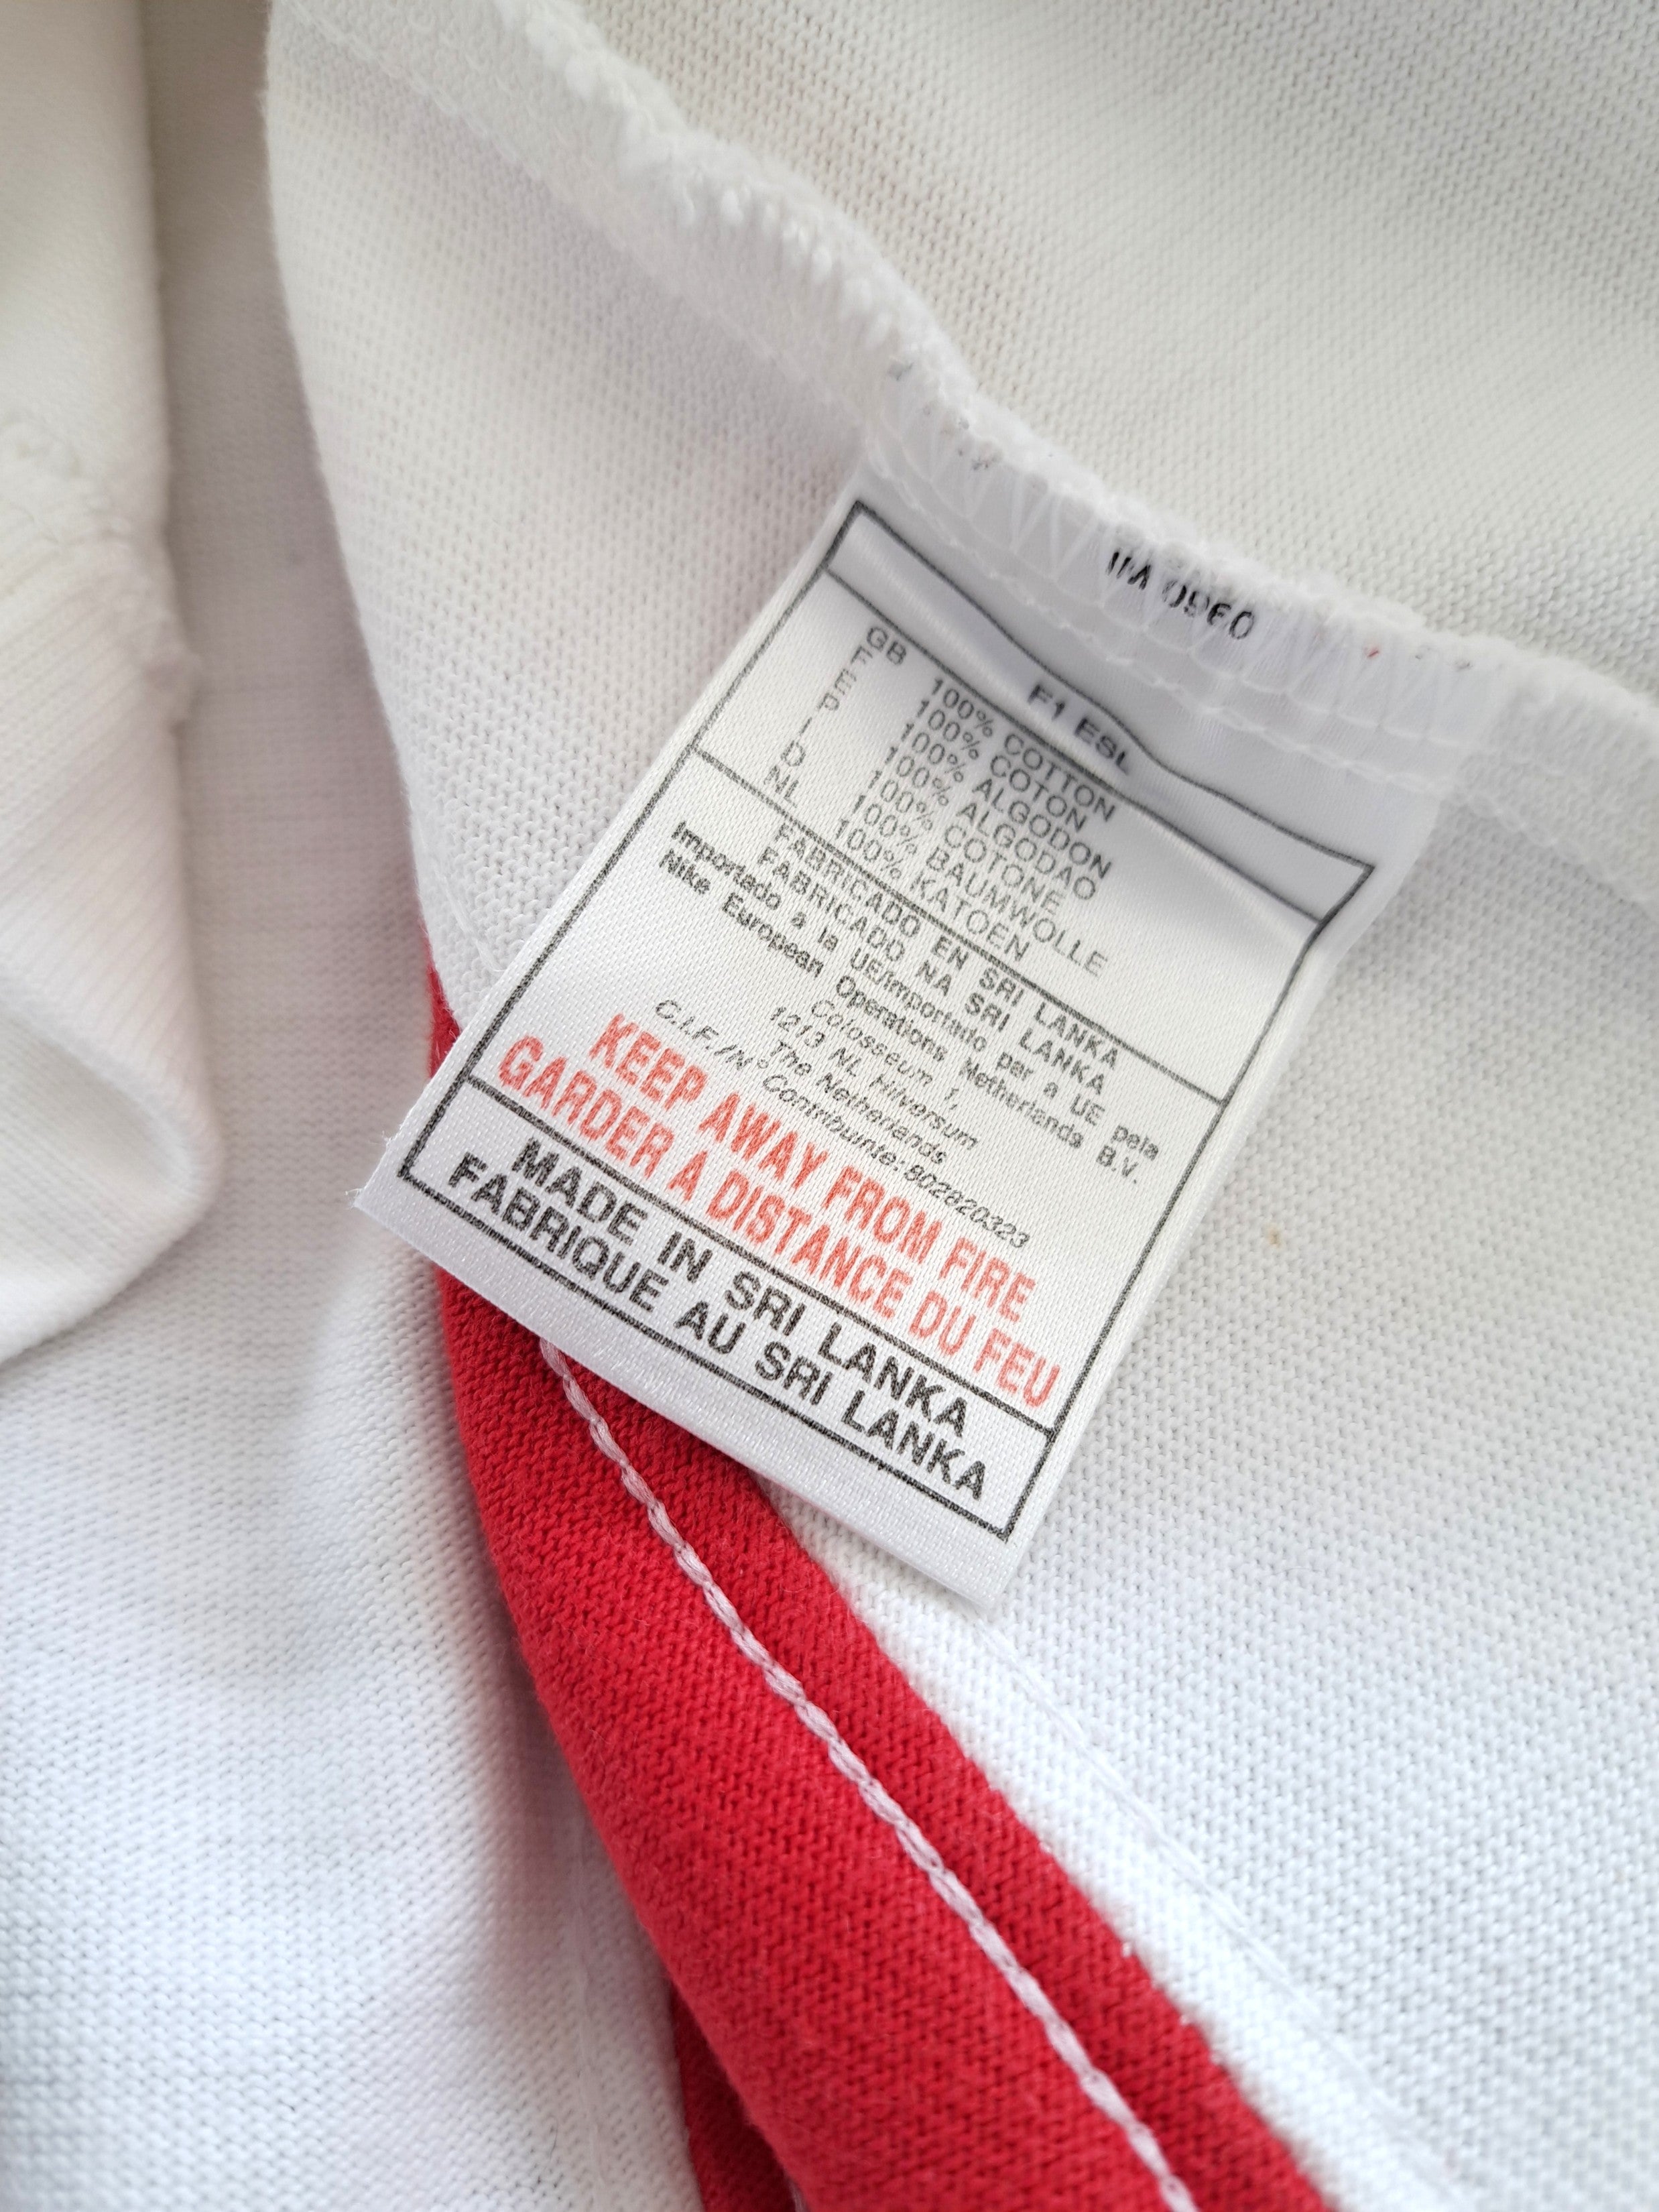 0960
F1 ESL
GB 100% COTTON
F 100% COTON
E 100% ALGODON
P 100% ALGODAO
I 100% COTONE
D 100% BAUMWOLLE
NL 100% KATOEN
FABRICADO EN SRI LANKA
FABRICADO NA SRI LANKA
Importado a la UE/Importado per a UE pela
Nike European Operations Netherlands B.V.
Colosseum 1,
1213 NL Hilversum
The Netherlands
C.I.F./N° Contribuinte: 802820323
KEEP AWAY FROM FIRE
GARDER A DISTANCE DU FEU
MADE IN SRI LANKA
FABRIQUE AU SRI LANKA